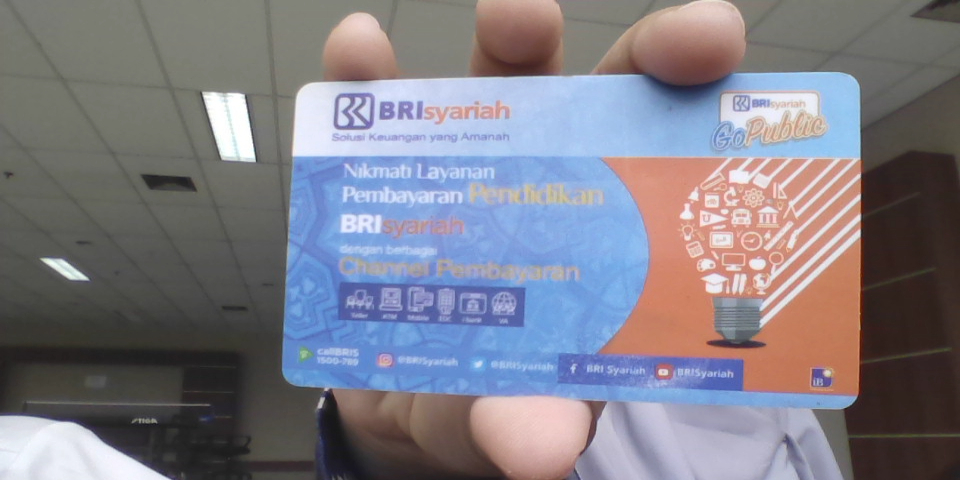 BRIsyariah
Solusi Keuangan yang Amanah
BRIsyariah
GoPublic
Nikmati Layanan
Pembayaran Pendidikan
BRIsyariah
dengan berbagai
Channel Pembayaran
Teller ATM Mobile EDC iBank VA
callBRIS
1500-789
@BRISyariah @BRISyariah BRI Syariah BRISyariah
iB